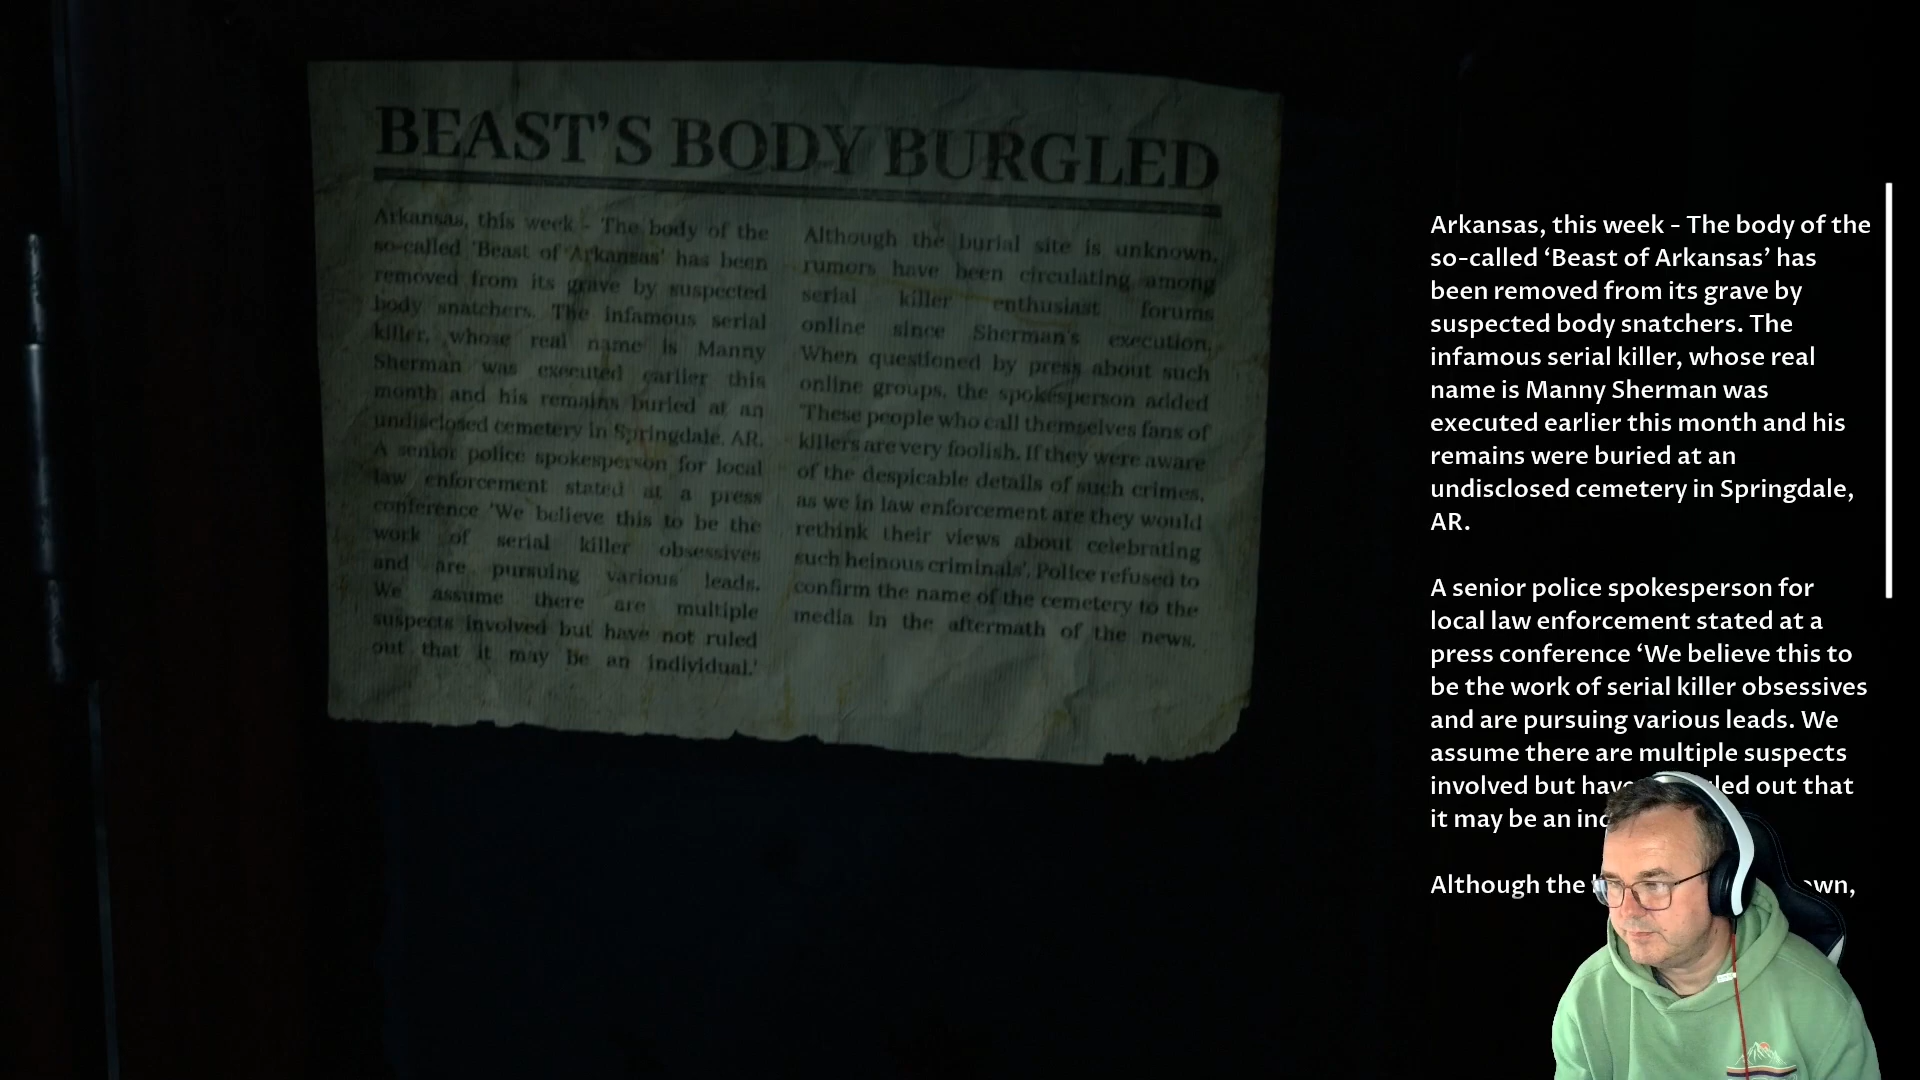 BEAST'S BODY BURGLED
Arkansas, this week - The body of the
so-called 'Beast of Arkansas' has been
removed from its grave by suspected
body snatchers. The infamous serial
killer, whose real name is Manny
Sherman was executed earlier this
month and his remains buried at an
undisclosed cemetery in Springdale, AR.
A senior police spokesperson for local
law enforcement stated at a press
conference 'We believe this to be the
work of serial killer obsessives
and are pursuing various leads.
We assume there are multiple
suspects involved but have not ruled
out that it may be an individual.'
Although the burial site is unknown,
rumors have been circulating among
serial killer enthusiast forums
online since Sherman's execution.
When questioned by press about such
online groups, the spokesperson added
'These people who call themselves fans of
killers are very foolish. If they were aware
of the despicable details of such crimes,
as we in law enforcement are they would
rethink their views about celebrating
such heinous criminals'. Police refused to
confirm the name of the cemetery to the
media in the aftermath of the news.
Arkansas, this week - The body of the
so-called ‘Beast of Arkansas’ has
been removed from its grave by
suspected body snatchers. The
infamous serial killer, whose real
name is Manny Sherman was
executed earlier this month and his
remains were buried at an
undisclosed cemetery in Springdale,
AR.
A senior police spokesperson for
local law enforcement stated at a
press conference ‘We believe this to
be the work of serial killer obsessives
and are pursuing various leads. We
assume there are multiple suspects
involved but have out that
it may be an
Although the